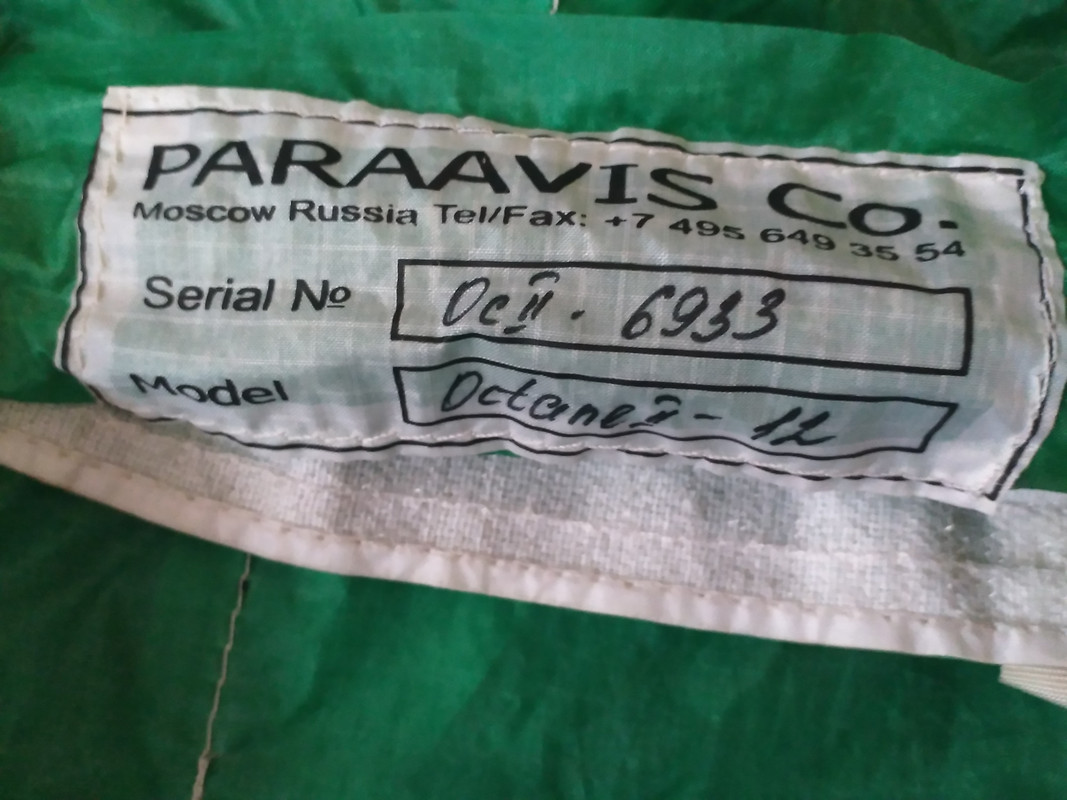 PARAAVIS CO.
Moscow Russia Tel/Fax: +7 495 649 35 54
Serial № OcII - 6933
Model OctaneII - 12